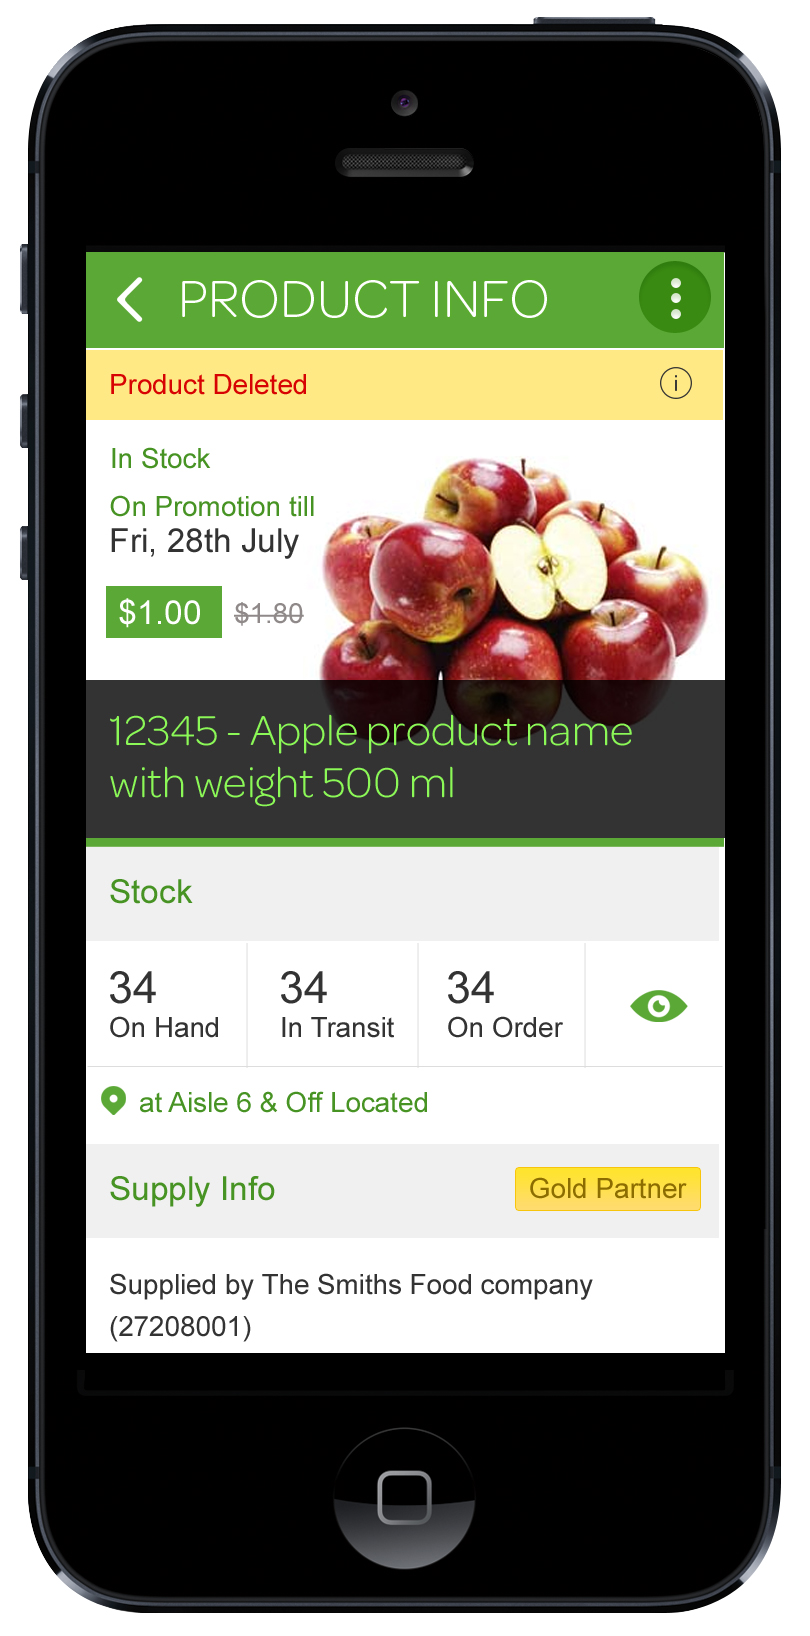 PRODUCT INFO
Product Deleted
In Stock
On Promotion till
Fri, 28th July
$1.00 $1.80
12345 - Apple product name
with weight 500 ml
Stock
34 34 34
On Hand In Transit On Order
at Aisle 6 & Off Located
Supply Info Gold Partner
Supplied by The Smiths Food company
(27208001)